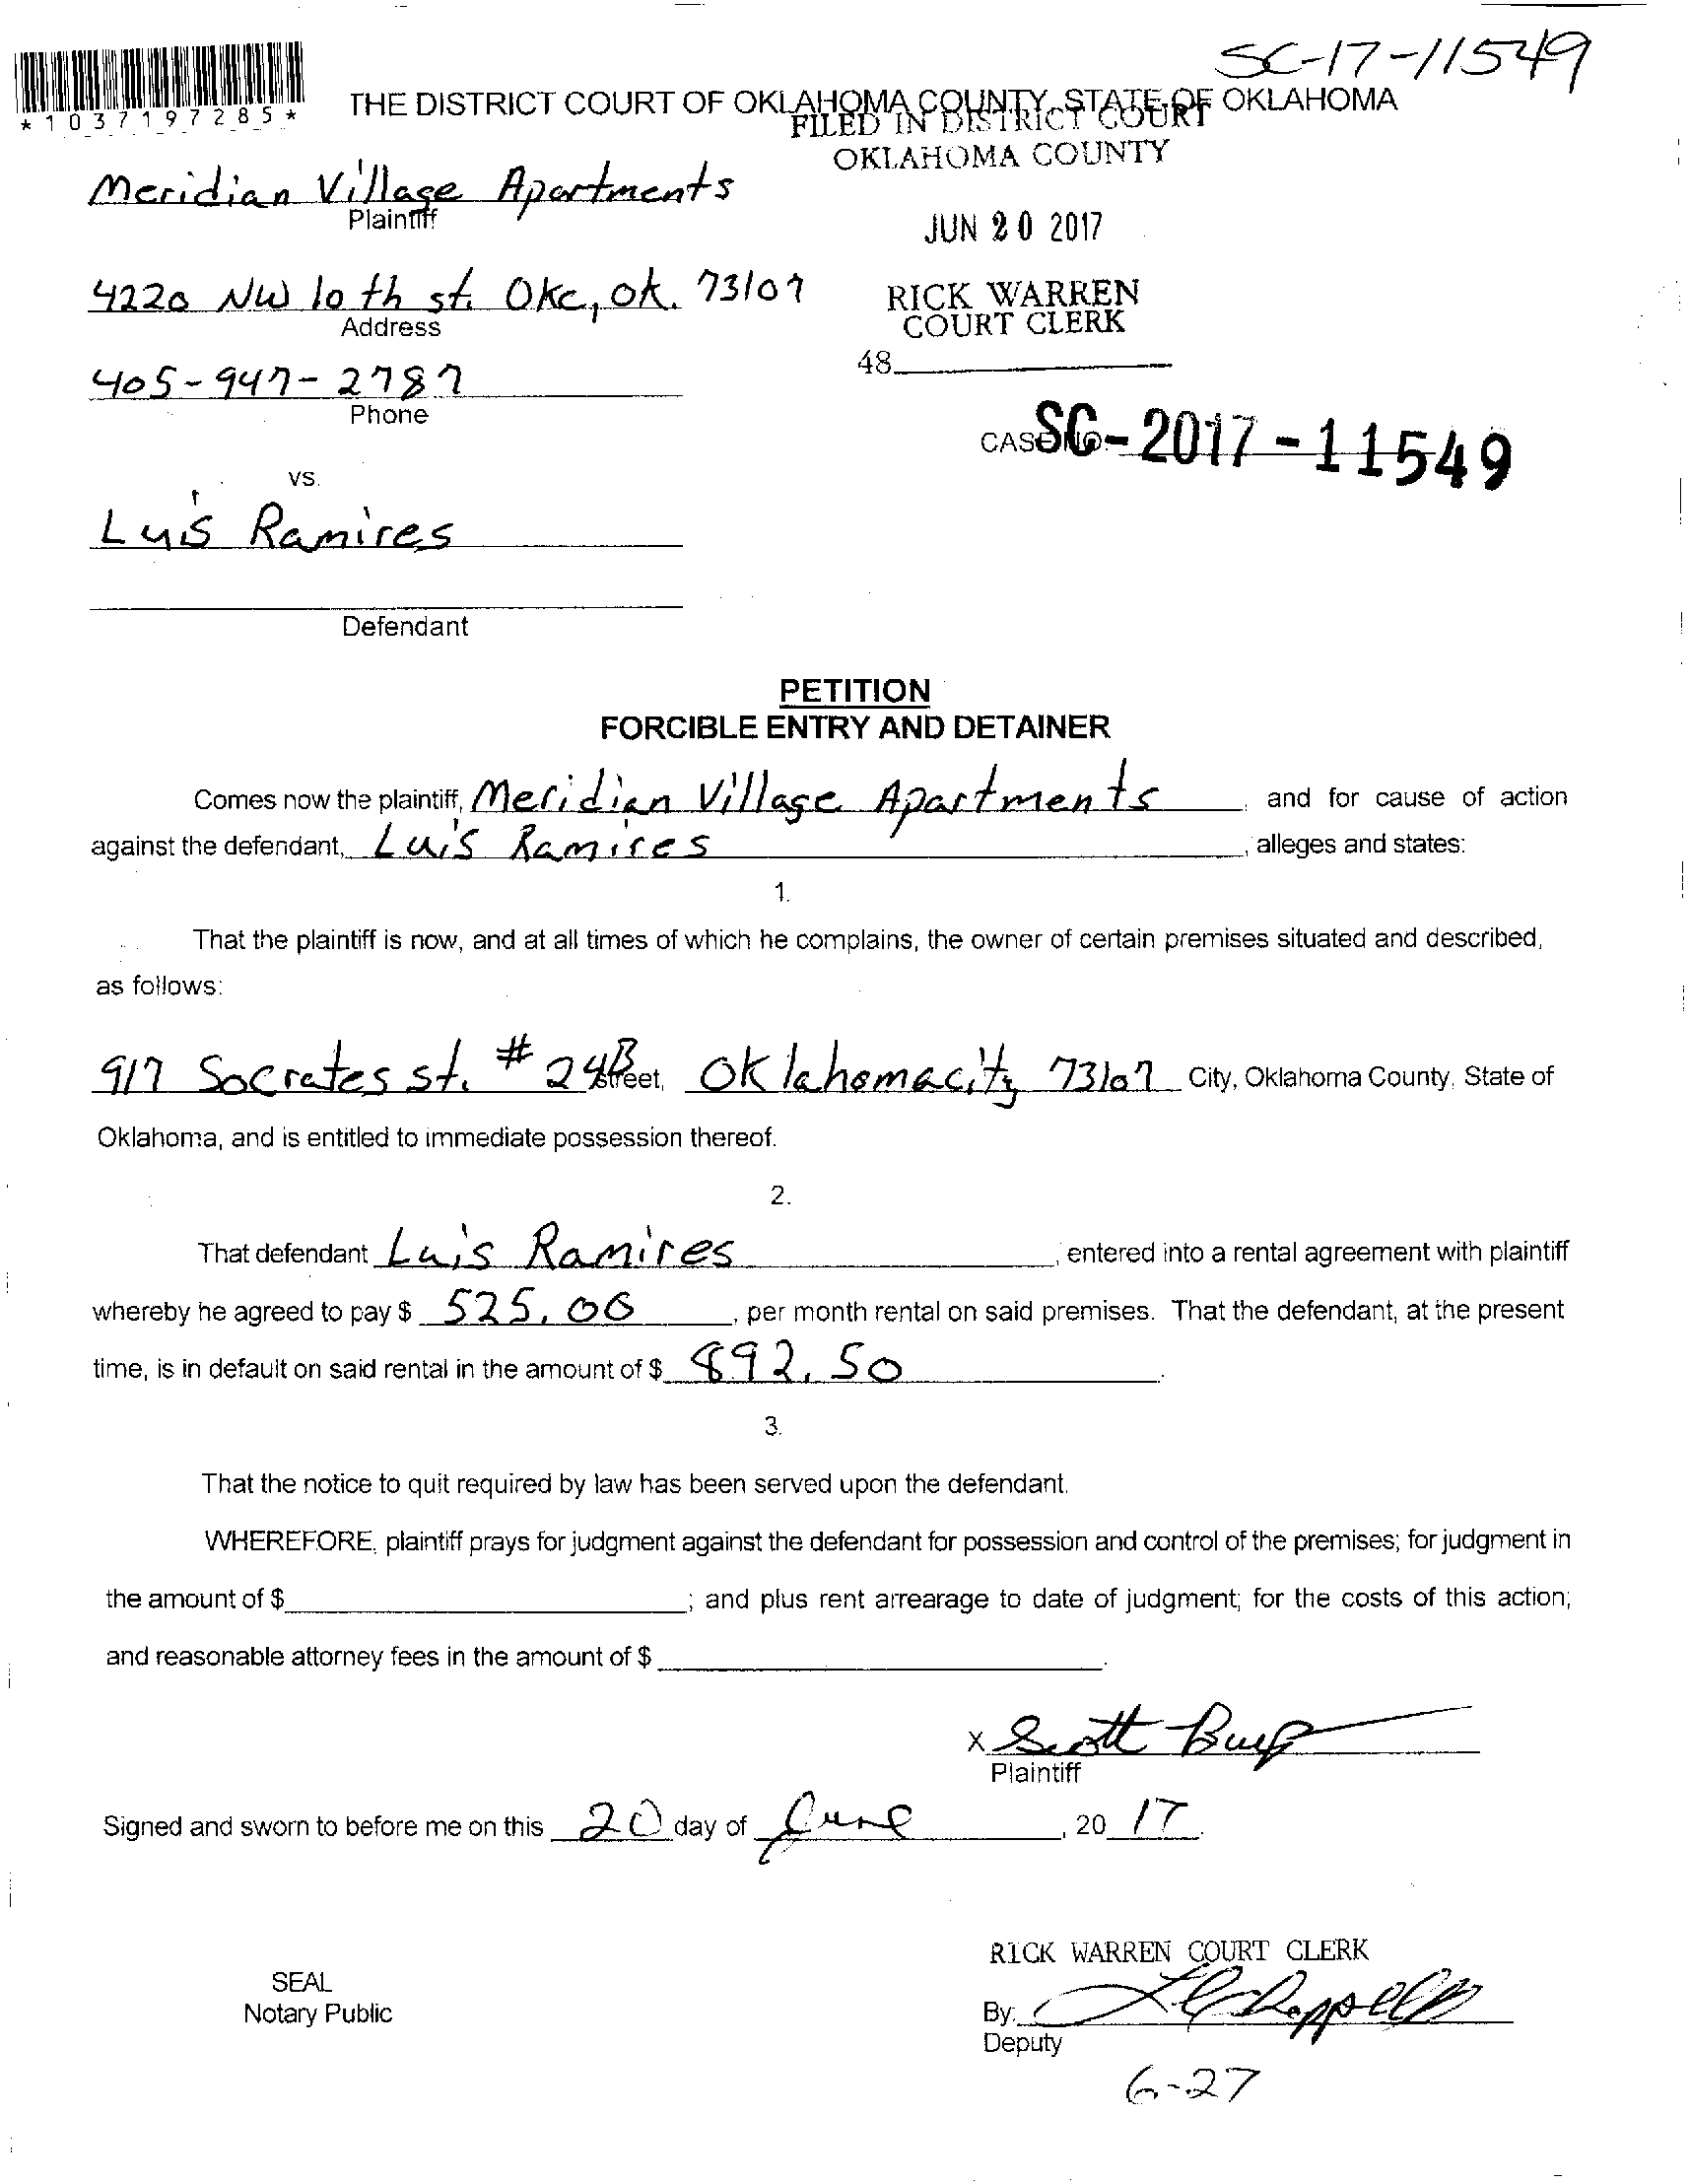 SC-17-11549
*1037197285*
THE DISTRICT COURT OF OKLAHOMA COUNTY, STATE OF OKLAHOMA
FILED IN DISTRICT COURT
OKLAHOMA COUNTY
Meridian Village Apartments
Plaintiff
JUN 20 2017
4220 NW 10th st. Okc, ok. 73107
Address
RICK WARREN
COURT CLERK
48
405-947-2787
Phone
CASE NO. SC-2017-11549
vs.
Luis Ramires
Defendant
PETITION
FORCIBLE ENTRY AND DETAINER
Comes now the plaintiff, Meridian Village Apartments, and for cause of action
against the defendant, Luis Ramires, alleges and states:
1.
That the plaintiff is now, and at all times of which he complains, the owner of certain premises situated and described,
as follows:
917 Socrates st. # 24B Street, Oklahomacity 73107 City, Oklahoma County, State of
Oklahoma, and is entitled to immediate possession thereof.
2.
That defendant Luis Ramires, entered into a rental agreement with plaintiff
whereby he agreed to pay $ 525.00, per month rental on said premises. That the defendant, at the present
time, is in default on said rental in the amount of $ 892.50.
3.
That the notice to quit required by law has been served upon the defendant.
WHEREFORE, plaintiff prays for judgment against the defendant for possession and control of the premises; for judgment in
the amount of $; and plus rent arrearage to date of judgment; for the costs of this action;
and reasonable attorney fees in the amount of $.
x Scott
Plaintiff
Signed and sworn to before me on this 20 day of June, 20 17.
RICK WARREN COURT CLERK
SEAL
Notary Public
By:
Deputy
6-27